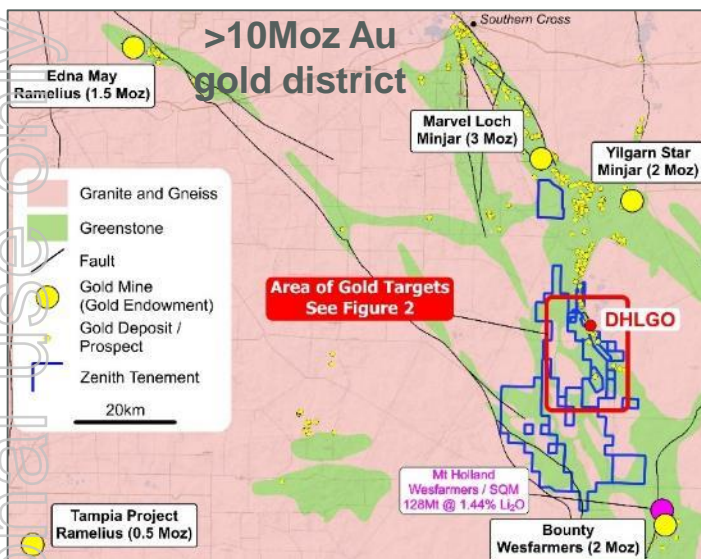 >10Moz Au
gold district
Southern Cross
Edna May
Ramelius (1.5 Moz)
Marvel Loch
Minjar (3 Moz)
Yilgarn Star
Minjar (2 Moz)
Granite and Gneiss
Greenstone
Fault
Gold Mine
(Gold Endowment)
Gold Deposit /
Prospect
Zenith Tenement
20km
Area of Gold Targets
See Figure 2
DHLGO
Mt Holland
Wesfarmers / SQM
128Mt @ 1.44% Li₂O
Tampia Project
Ramelius (0.5 Moz)
Bounty
Wesfarmers (2 Moz)
use only